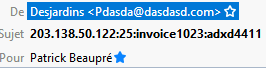 De Desjardins <Pdasda@dasdasd.com>
Sujet 203.138.50.122:25:invoice1023:adxd4411
Pour Patrick Beaupré